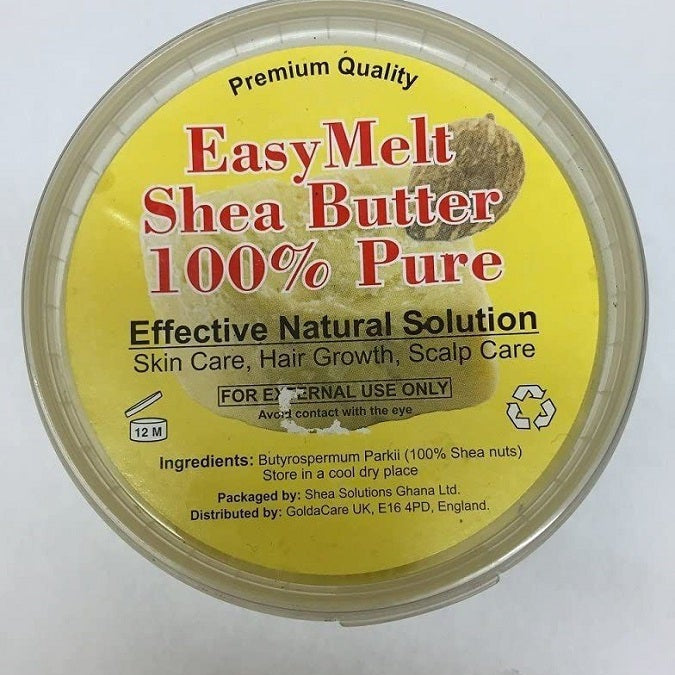 Premium Quality
EasyMelt
Shea Butter
100% Pure
Effective Natural Solution
Skin Care, Hair Growth, Scalp Care
FOR EXTERNAL USE ONLY
Avoid contact with the eye
12 M
Ingredients: Butyrospermum Parkii (100% Shea nuts)
Store in a cool dry place
Packaged by: Shea Solutions Ghana Ltd.
Distributed by: GoldaCare UK, E16 4PD, England.